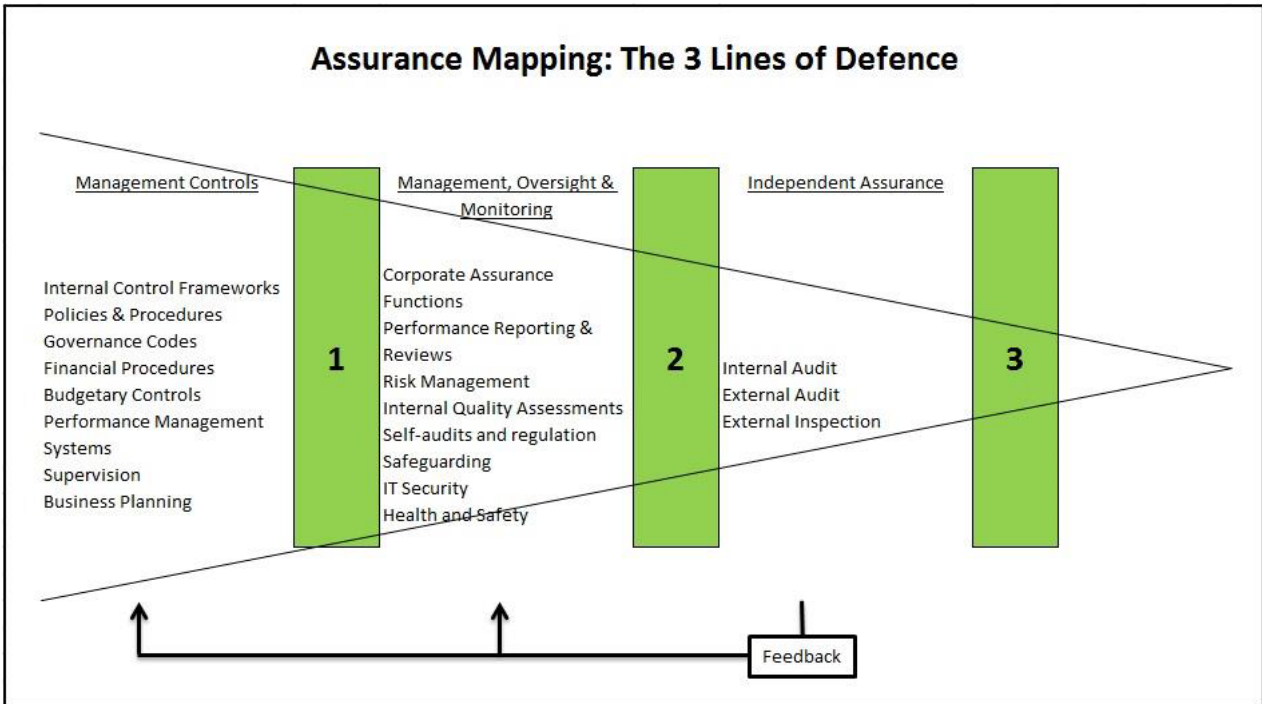 Assurance Mapping: The 3 Lines of Defence
Management Controls
Internal Control Frameworks
Policies & Procedures
Governance Codes
Financial Procedures
Budgetary Controls
Performance Management
Systems
Supervision
Business Planning
1
Management, Oversight &
Monitoring
Corporate Assurance
Functions
Performance Reporting &
Reviews
Risk Management
Internal Quality Assessments
Self-audits and regulation
Safeguarding
IT Security
Health and Safety
2
Independent Assurance
Internal Audit
External Audit
External Inspection
3
Feedback